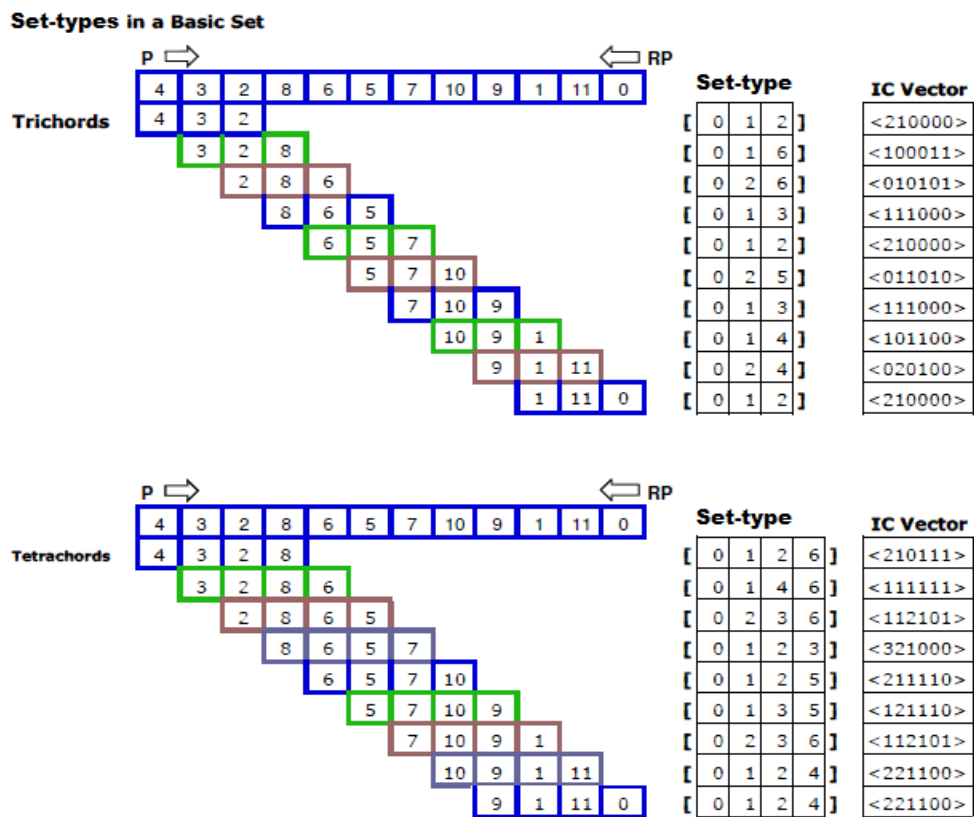 Set-types in a Basic Set
P RP
4 3 2 8 6 5 7 10 9 1 11 0 Set-type IC Vector
Trichords 4 3 2 [ 0 1 2 ] <210000>
3 2 8 [ 0 1 6 ] <100011>
2 8 6 [ 0 2 6 ] <010101>
8 6 5 [ 0 1 3 ] <111000>
6 5 7 [ 0 1 2 ] <210000>
5 7 10 [ 0 2 5 ] <011010>
7 10 9 [ 0 1 3 ] <111000>
10 9 1 [ 0 1 4 ] <101100>
9 1 11 [ 0 2 4 ] <020100>
1 11 0 [ 0 1 2 ] <210000>
P RP
4 3 2 8 6 5 7 10 9 1 11 0 Set-type IC Vector
Tetrachords 4 3 2 8 [ 0 1 2 6 ] <210111>
3 2 8 6 [ 0 1 4 6 ] <111111>
2 8 6 5 [ 0 2 3 6 ] <112101>
8 6 5 7 [ 0 1 2 3 ] <321000>
6 5 7 10 [ 0 1 2 5 ] <211110>
5 7 10 9 [ 0 1 3 5 ] <121110>
7 10 9 1 [ 0 2 3 6 ] <112101>
10 9 1 11 [ 0 1 2 4 ] <221100>
9 1 11 0 [ 0 1 2 4 ] <221100>